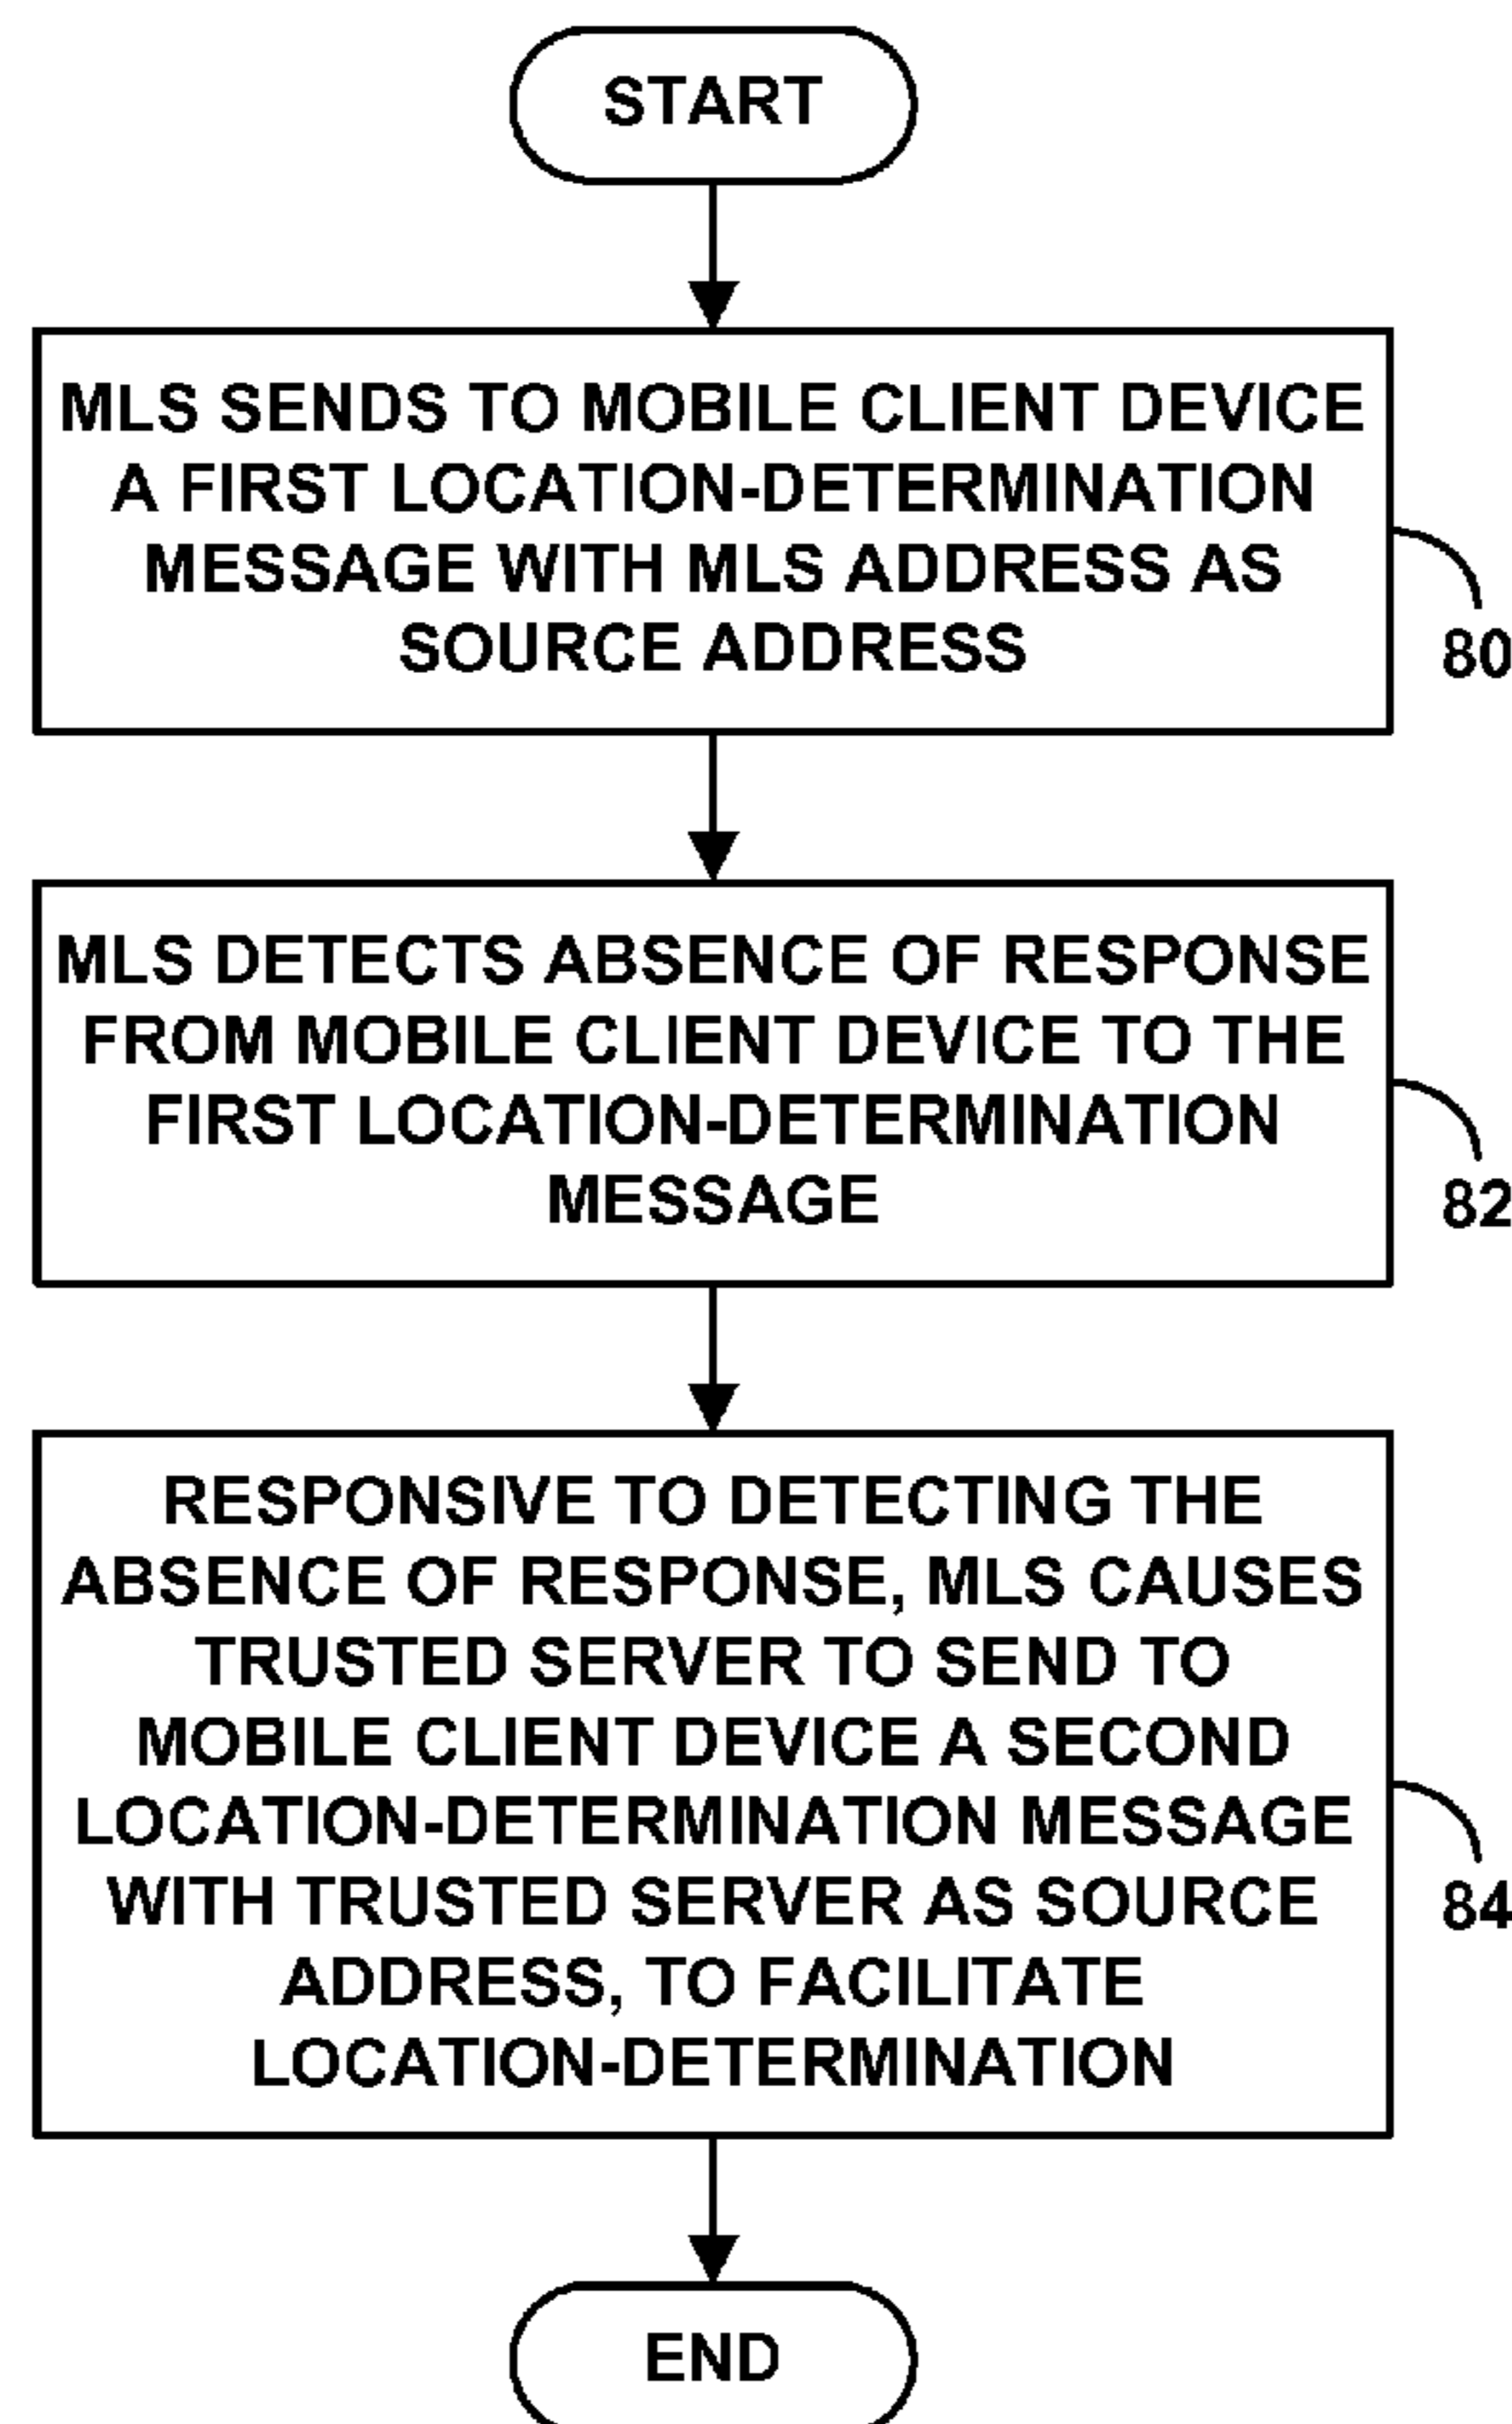 START
MLS SENDS TO MOBILE CLIENT DEVICE
A FIRST LOCATION-DETERMINATION
MESSAGE WITH MLS ADDRESS AS
SOURCE ADDRESS
80
MLS DETECTS ABSENCE OF RESPONSE
FROM MOBILE CLIENT DEVICE TO THE
FIRST LOCATION-DETERMINATION
MESSAGE
82
RESPONSIVE TO DETECTING THE
ABSENCE OF RESPONSE, MLS CAUSES
TRUSTED SERVER TO SEND TO
MOBILE CLIENT DEVICE A SECOND
LOCATION-DETERMINATION MESSAGE
WITH TRUSTED SERVER AS SOURCE
ADDRESS, TO FACILITATE
LOCATION-DETERMINATION
84
END